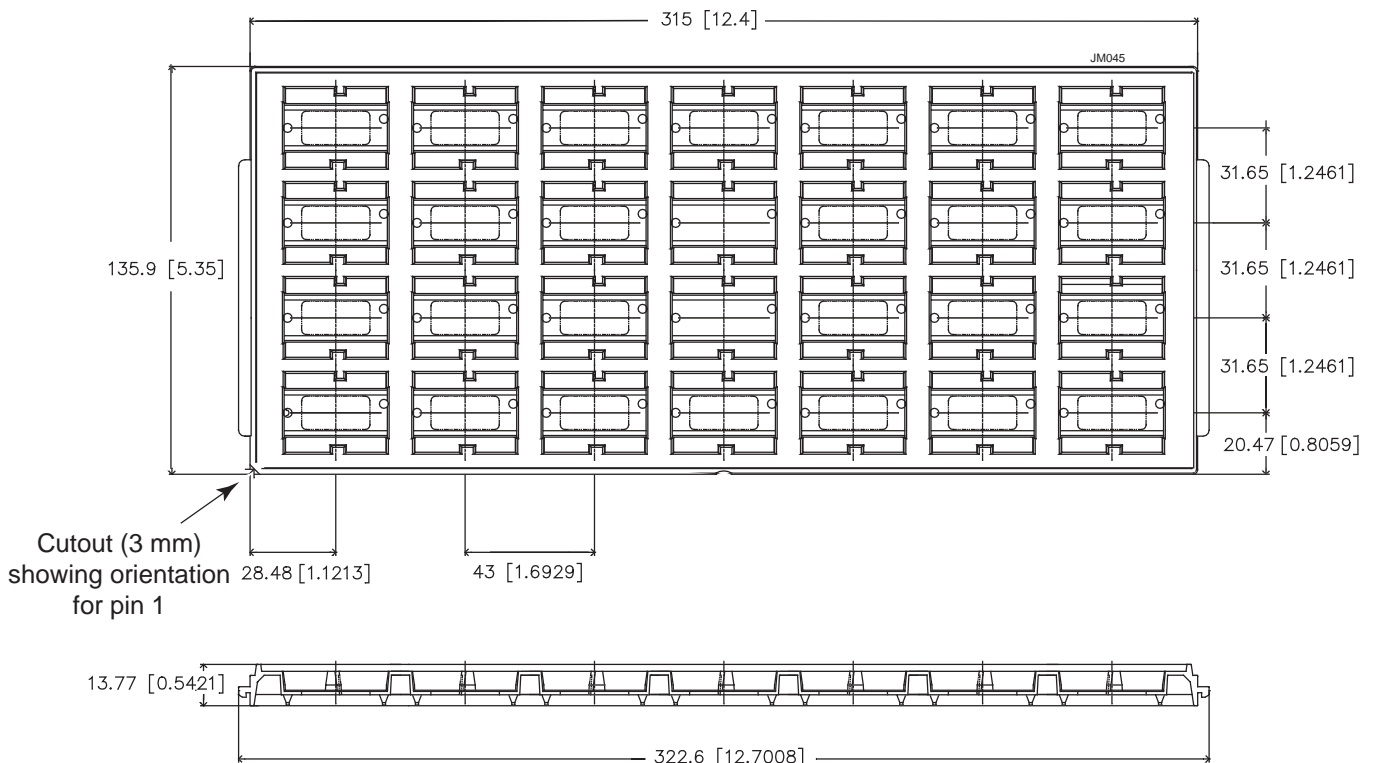 315 [12.4]
JM045
31.65 [1.2461]
135.9 [5.35]
31.65 [1.2461]
31.65 [1.2461]
20.47 [0.8059]
Cutout (3 mm)
showing orientation
for pin 1
28.48 [1.1213]
43 [1.6929]
13.77 [0.5421]
322.6 [12.7008]